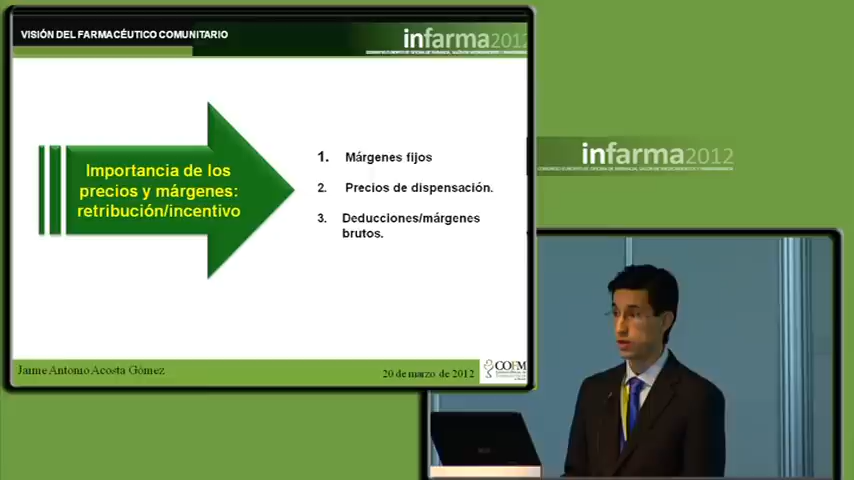 VISIÓN DEL FARMACÉUTICO COMUNITARIO
infarma2012
Importancia de los
precios y márgenes:
retribución/incentivo
1. Márgenes fijos
2. Precios de dispensación.
3. Deducciones/márgenes
brutos.
Jaime Antonio Acosta Gómez
20 de marzo de 2012
COFM
infarma2012